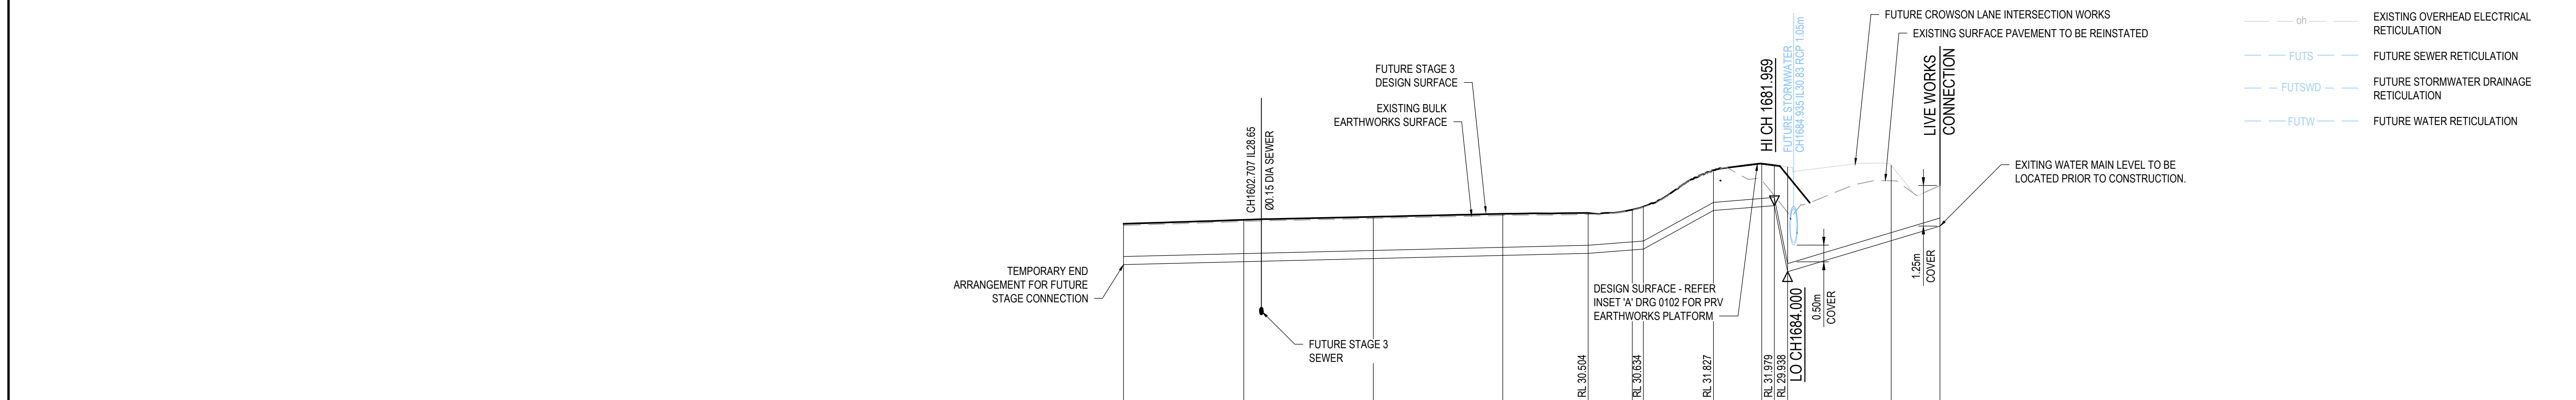 FUTURE CROWSON LANE INTERSECTION WORKS
EXISTING SURFACE PAVEMENT TO BE REINSTATED
FUTURE STAGE 3
DESIGN SURFACE
EXISTING BULK
EARTHWORKS SURFACE
CH1602.707 IL28.65
Ø0.15 DIA SEWER
HI CH 1681.959
FUTURE STORMWATER
CH1684.935 IL30.83 RCP 1.05m
LIVE WORKS
CONNECTION
EXITING WATER MAIN LEVEL TO BE
LOCATED PRIOR TO CONSTRUCTION.
TEMPORARY END
ARRANGEMENT FOR FUTURE
STAGE CONNECTION
FUTURE STAGE 3
SEWER
DESIGN SURFACE - REFER
INSET 'A' DRG 0102 FOR PRV
EARTHWORKS PLATFORM
1.25m
COVER
0.50m
COVER
RL 30.504
RL 30.634
RL 31.827
RL 31.979
RL 29.938
LO CH1684.000
oh
EXISTING OVERHEAD ELECTRICAL
RETICULATION
FUTS
FUTURE SEWER RETICULATION
FUTSWD
FUTURE STORMWATER DRAINAGE
RETICULATION
FUTW
FUTURE WATER RETICULATION